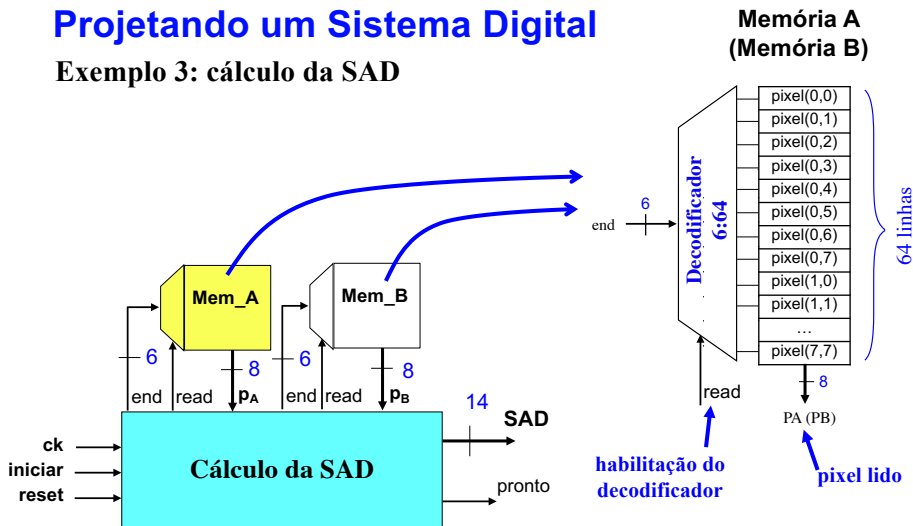 Projetando um Sistema Digital
Exemplo 3: cálculo da SAD
Memória A
(Memória B)
pixel(0,0)
pixel(0,1)
pixel(0,2)
pixel(0,3)
pixel(0,4)
pixel(0,5)
pixel(0,6)
pixel(0,7)
pixel(1,0)
pixel(1,1)
...
pixel(7,7)
64 linhas
Decodificador
6:64
end
6
read
8
PA (PB)
habilitação do
decodificador
pixel lido
Mem_A
Mem_B
6
8
6
8
end
read
pA
end
read
pB
14
SAD
ck
iniciar
reset
Cálculo da SAD
pronto